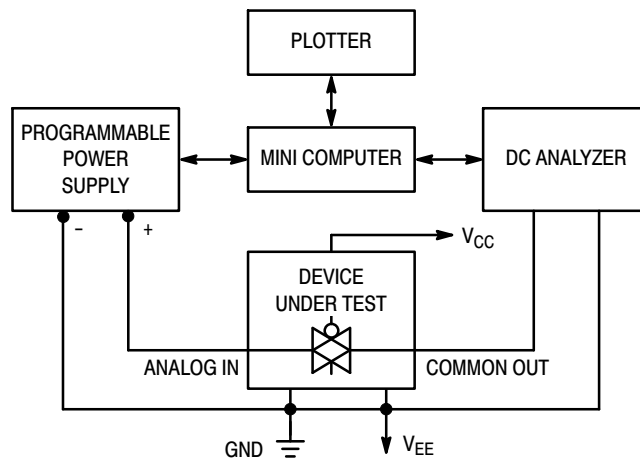 PLOTTER
PROGRAMMABLE
POWER
SUPPLY
MINI COMPUTER
DC ANALYZER
– +
VCC
DEVICE
UNDER TEST
ANALOG IN
COMMON OUT
GND
VEE